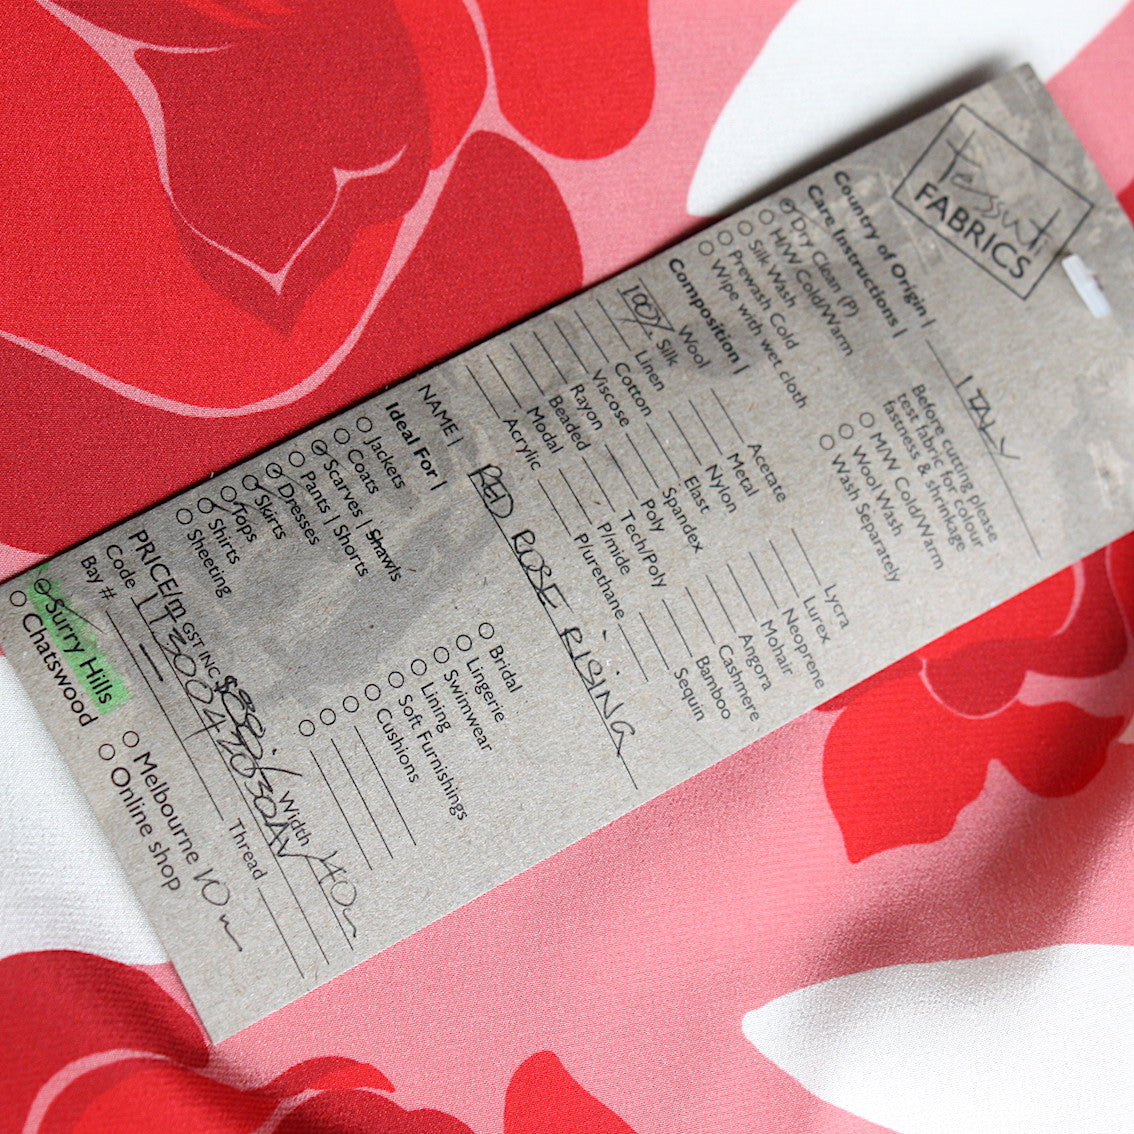 tessuti
FABRICS
Country of Origin | ITALY
Care Instructions |
Dry Clean (P)
H/W Cold/Warm
Silk Wash
Prewash Cold
Wipe with wet cloth
Before cutting please
test fabric for colour
fastness & shrinkage
M/W Cold/Warm
Wool Wash
Wash Separately
Composition |
Wool
100% Silk
Linen
Cotton
Viscose
Rayon
Beaded
Modal
Acrylic
Acetate
Metal
Nylon
Elast
Spandex
Poly
Tech/Poly
P/mide
P/urethane
Lycra
Lurex
Neoprene
Mohair
Angora
Cashmere
Bamboo
Sequin
NAME | RED ROSE RISING
Ideal For |
Jackets
Coats
Scarves | Shawls
Pants | Shorts
Dresses
Skirts
Tops
Shirts
Sheeting
Bridal
Lingerie
Swimwear
Lining
Soft Furnishings
Cushions
PRICE/m GST INC
Width 140
Code
Bay #
Thread
Surry Hills
Chatswood
Melbourne 10m
Online shop